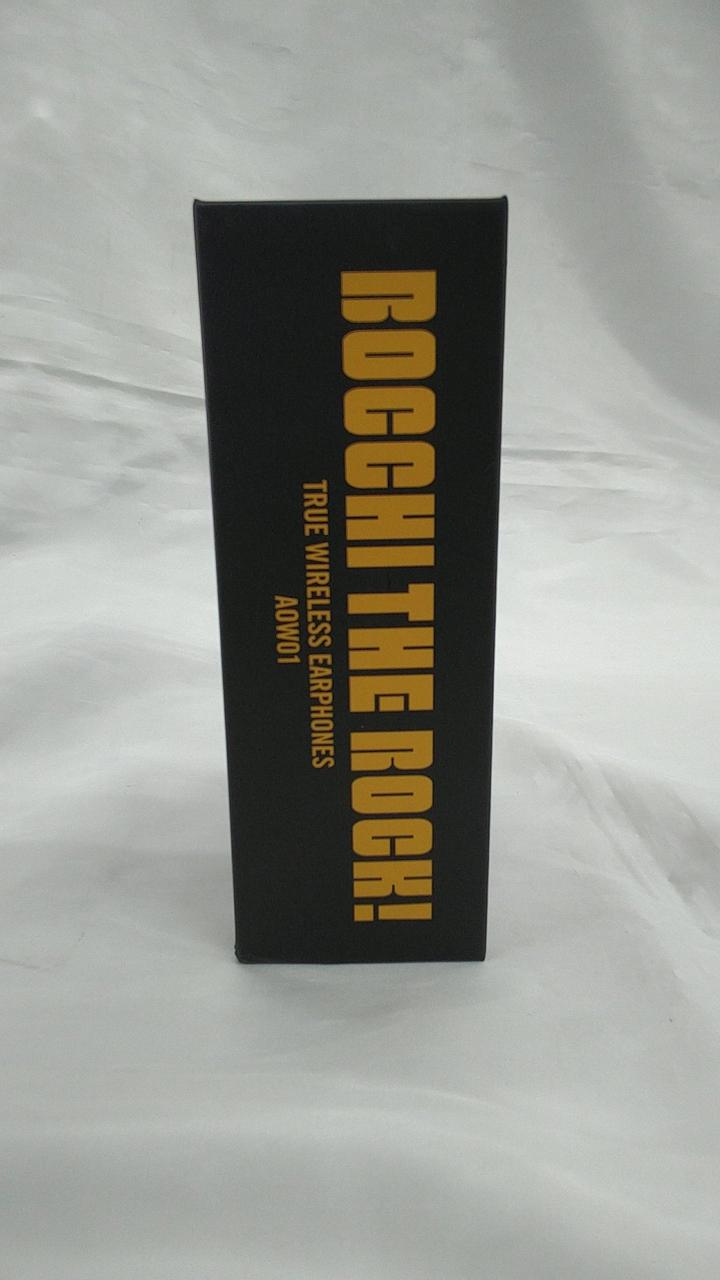 BOCCHI THE ROCK!
TRUE WIRELESS EARPHONES
AOW01